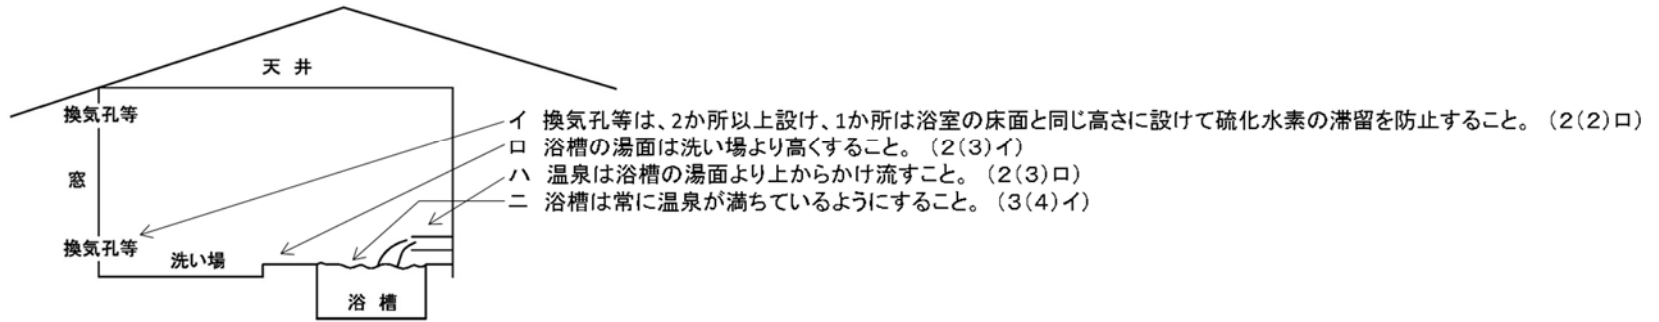 天 井
換気孔等
イ 換気孔等は、2か所以上設け、1か所は浴室の床面と同じ高さに設けて硫化水素の滞留を防止すること。（2(2)ロ）
ロ 浴槽の湯面は洗い場より高くすること。（2(3)イ）
ハ 温泉は浴槽の湯面より上からかけ流すこと。（2(3)ロ）
窓
ニ 浴槽は常に温泉が満ちているようにすること。（3(4)イ）
換気孔等
洗い場
浴 槽